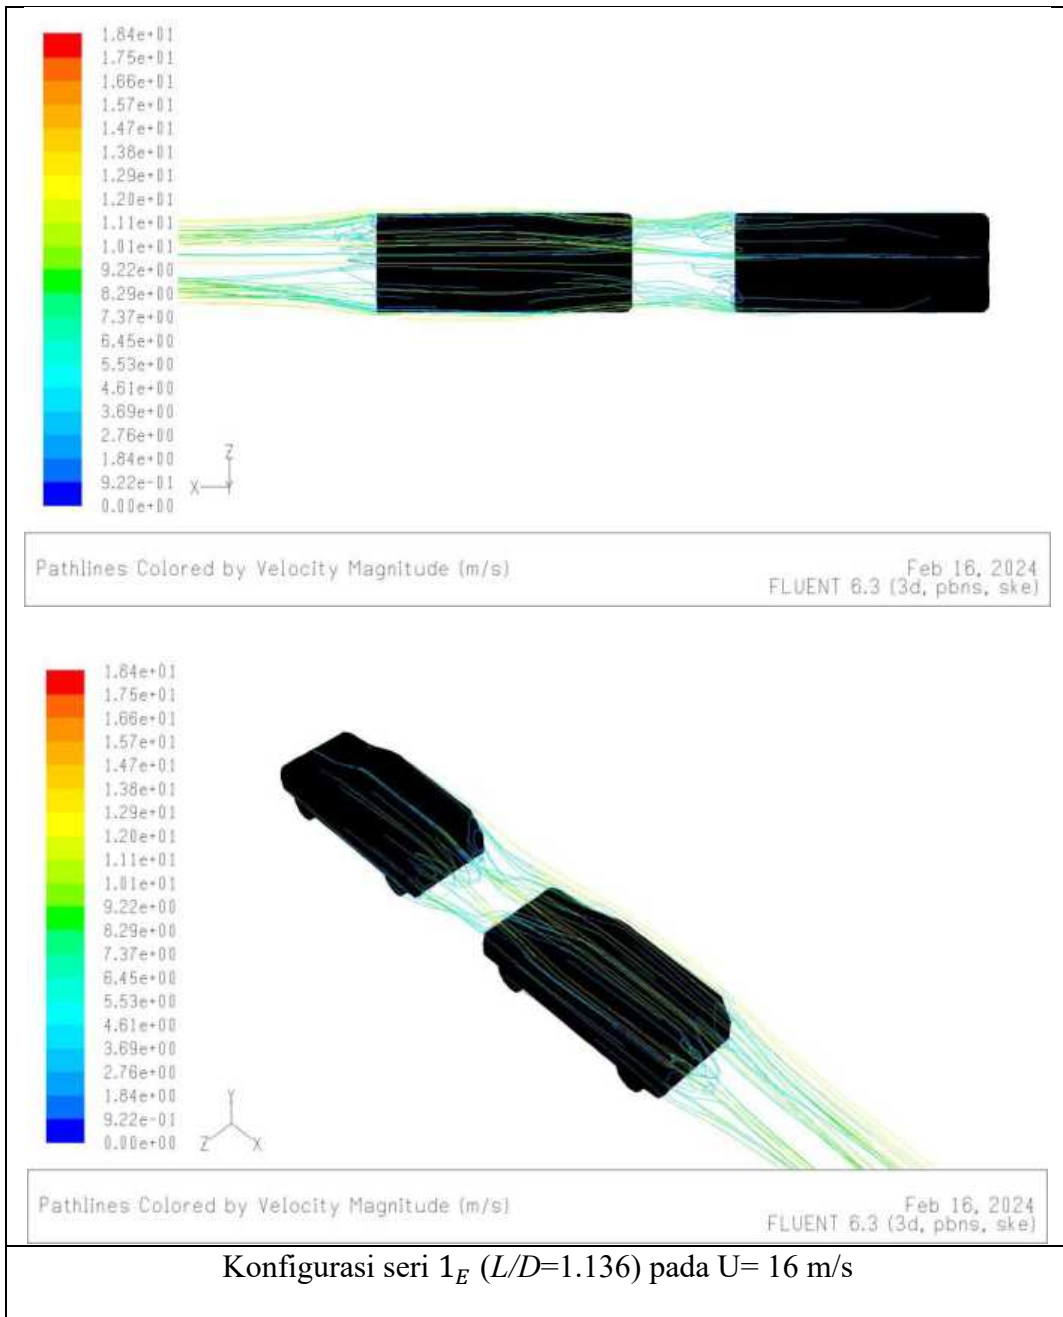 1.84e+01
1.75e+01
1.66e+01
1.57e+01
1.47e+01
1.38e+01
1.29e+01
1.20e+01
1.11e+01
1.01e+01
9.22e+00
8.29e+00
7.37e+00
6.45e+00
5.53e+00
4.61e+00
3.69e+00
2.76e+00
1.84e+00
9.22e-01
0.00e+00
Z
X Y
Pathlines Colored by Velocity Magnitude (m/s)
Feb 16, 2024
FLUENT 6.3 (3d, pbns, ske)
1.84e+01
1.75e+01
1.66e+01
1.57e+01
1.47e+01
1.38e+01
1.29e+01
1.20e+01
1.11e+01
1.01e+01
9.22e+00
8.29e+00
7.37e+00
6.45e+00
5.53e+00
4.61e+00
3.69e+00
2.76e+00
1.84e+00
9.22e-01
0.00e+00
Y
Z X
Pathlines Colored by Velocity Magnitude (m/s)
Feb 16, 2024
FLUENT 6.3 (3d, pbns, ske)
Konfigurasi seri 1_E (L/D=1.136) pada U= 16 m/s